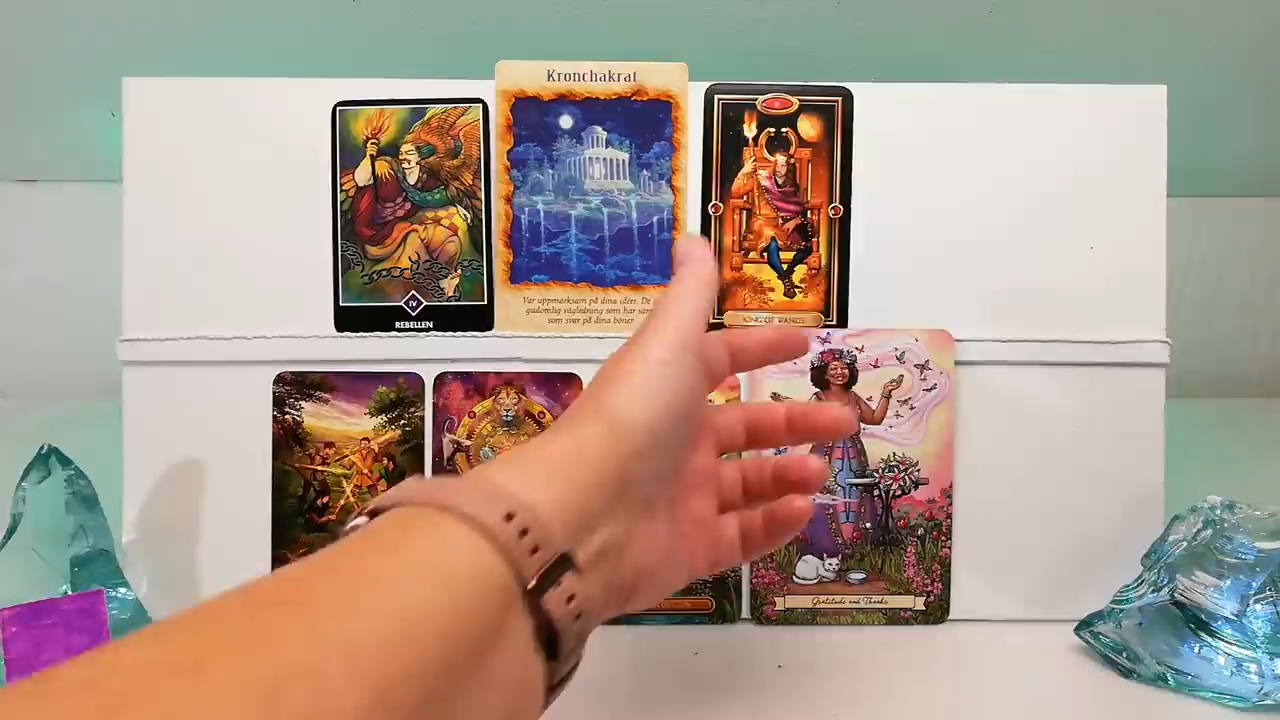 Kronchakrat
Var uppmärksam på dina idéer. De
gudomlig vägledning som har
som svar på dina böner
IV
REBELLEN
KING OF WANDS
Gratitude and Thanks